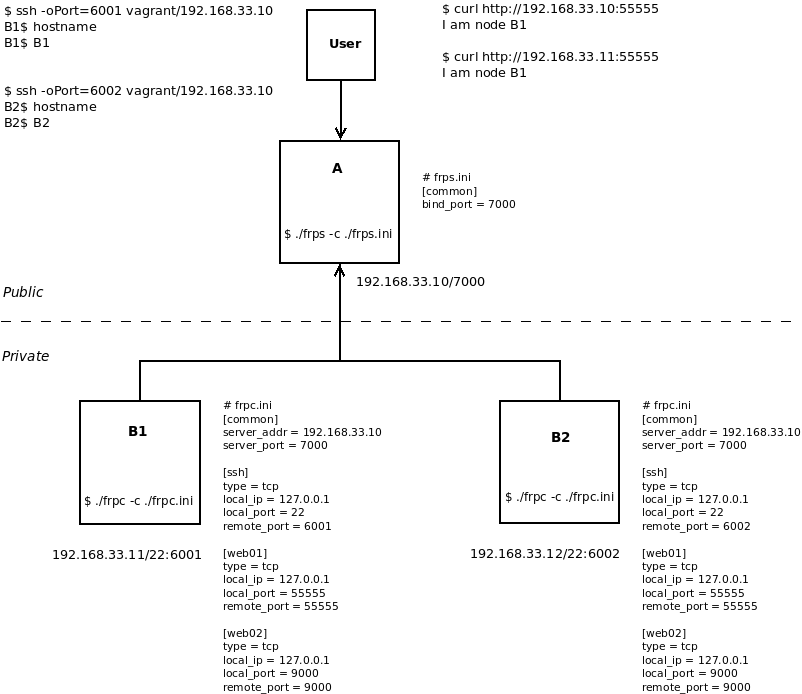 $ ssh -oPort=6001 vagrant/192.168.33.10
B1$ hostname
B1$ B1
$ ssh -oPort=6002 vagrant/192.168.33.10
B2$ hostname
B2$ B2
User
$ curl http://192.168.33.10:55555
I am node B1
$ curl http://192.168.33.11:55555
I am node B1
A
$ ./frps -c ./frps.ini
# frps.ini
[common]
bind_port = 7000
192.168.33.10/7000
Public
Private
B1
$ ./frpc -c ./frpc.ini
192.168.33.11/22:6001
# frpc.ini
[common]
server_addr = 192.168.33.10
server_port = 7000
[ssh]
type = tcp
local_ip = 127.0.0.1
local_port = 22
remote_port = 6001
[web01]
type = tcp
local_ip = 127.0.0.1
local_port = 55555
remote_port = 55555
[web02]
type = tcp
local_ip = 127.0.0.1
local_port = 9000
remote_port = 9000
B2
$ ./frpc -c ./frpc.ini
192.168.33.12/22:6002
# frpc.ini
[common]
server_addr = 192.168.33.10
server_port = 7000
[ssh]
type = tcp
local_ip = 127.0.0.1
local_port = 22
remote_port = 6002
[web01]
type = tcp
local_ip = 127.0.0.1
local_port = 55555
remote_port = 55555
[web02]
type = tcp
local_ip = 127.0.0.1
local_port = 9000
remote_port = 9000